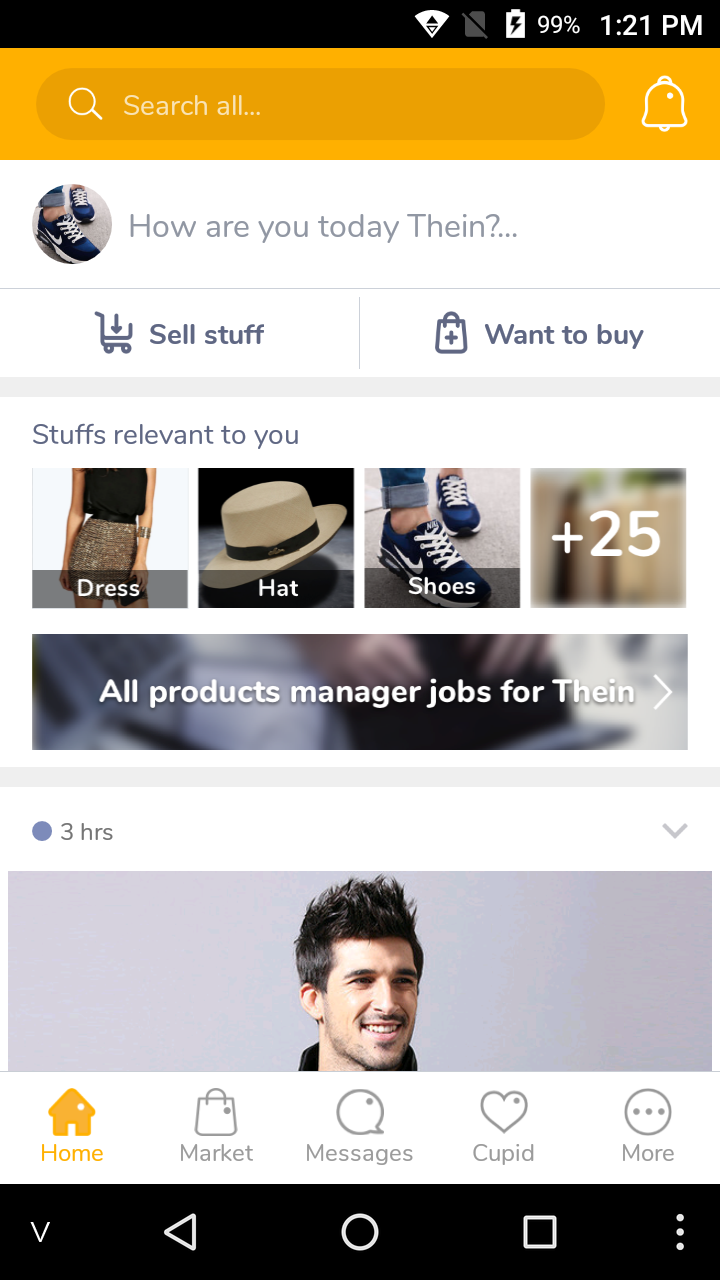 99% 1:21 PM
Search all...
How are you today Thein?...
Sell stuff
Want to buy
Stuffs relevant to you
Dress
Hat
Shoes
+25
All products manager jobs for Thein
3 hrs
Home
Market
Messages
Cupid
More